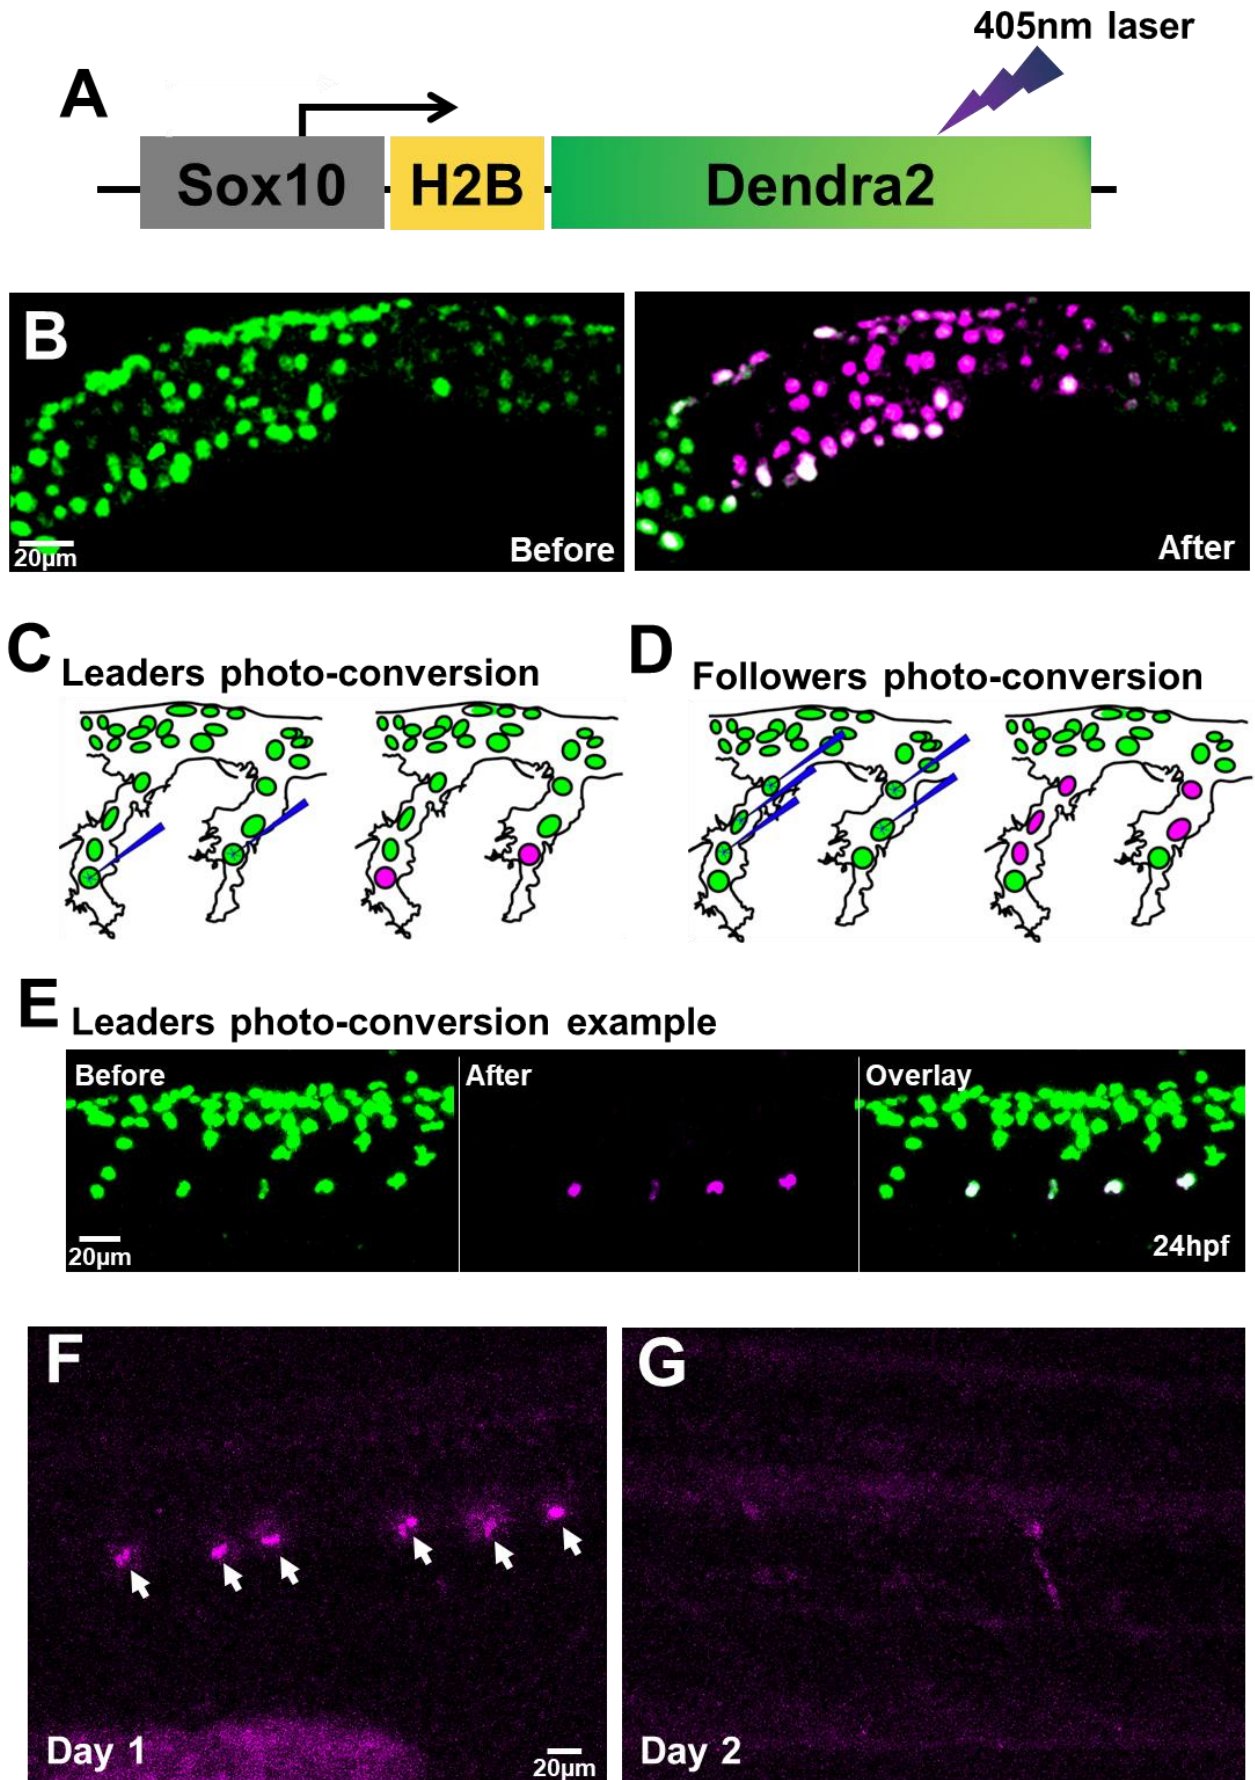 405nm laser
A
Sox10 H2B Dendra2
B
20µm
Before
After
C Leaders photo-conversion
D Followers photo-conversion
E Leaders photo-conversion example
Before
After
Overlay
20µm
24hpf
F
G
Day 1
20µm
Day 2